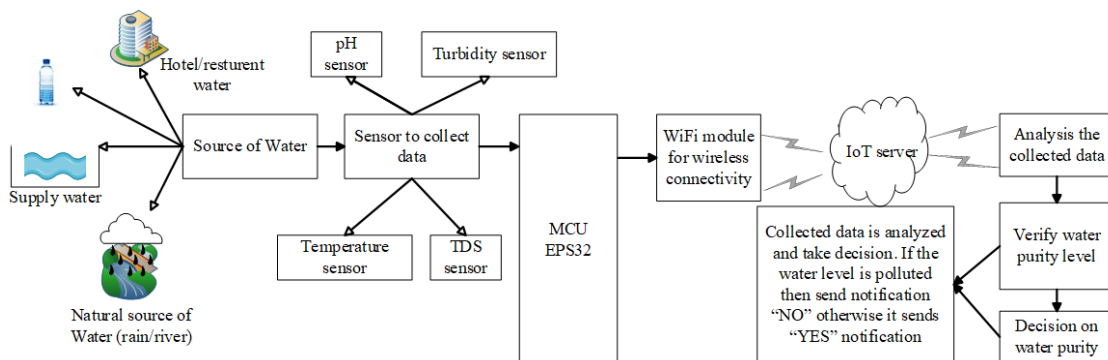 Hotel/resturent
water
Supply water
Natural source of
Water (rain/river)
Source of Water
pH
sensor
Turbidity sensor
Sensor to collect
data
Temperature
sensor
TDS
sensor
MCU
EPS32
WiFi module
for wireless
connectivity
IoT server
Analysis the
collected data
Verify water
purity level
Decision on
water purity
Collected data is analyzed
and take decision. If the
water level is polluted
then send notification
“NO” otherwise it sends
“YES” notification